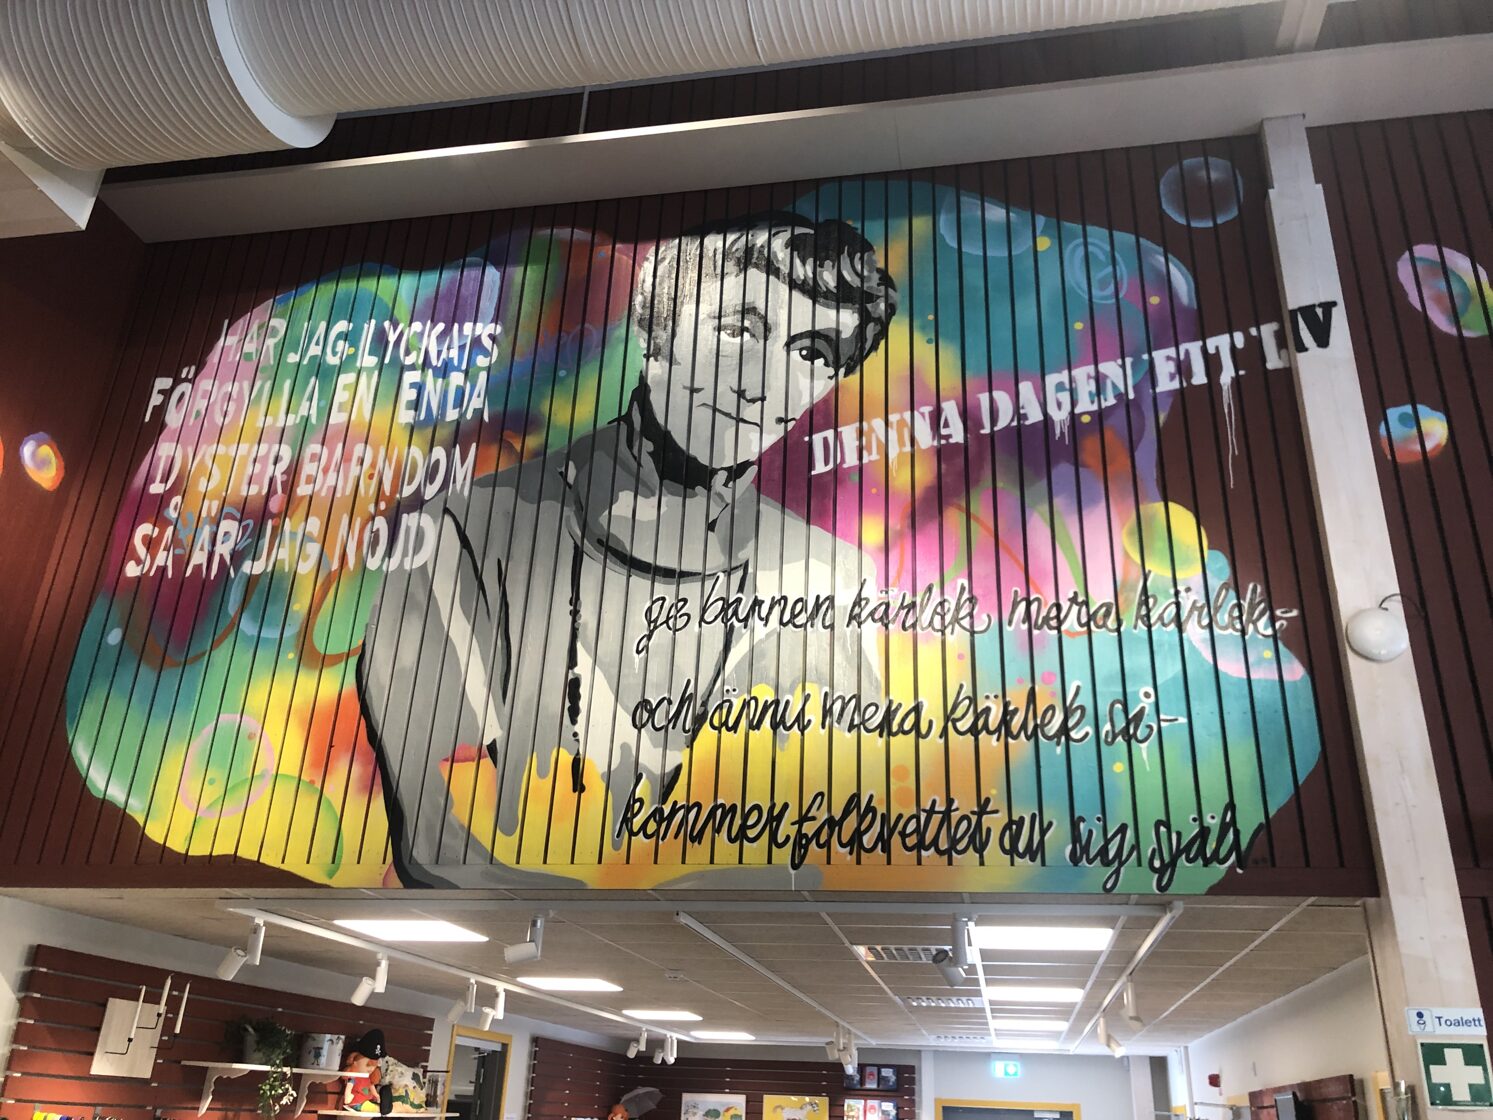 HAR JAG LYCKATS
FÖRGYLLA EN ENDA
DYSTER BARNDOM
SÅ ÄR JAG NÖJD
DENNA DAGEN ETT LIV
ge barnen kärlek, mera kärlek
och ännu mera kärlek så-
kommer folkvettet av sig själv
Toalett